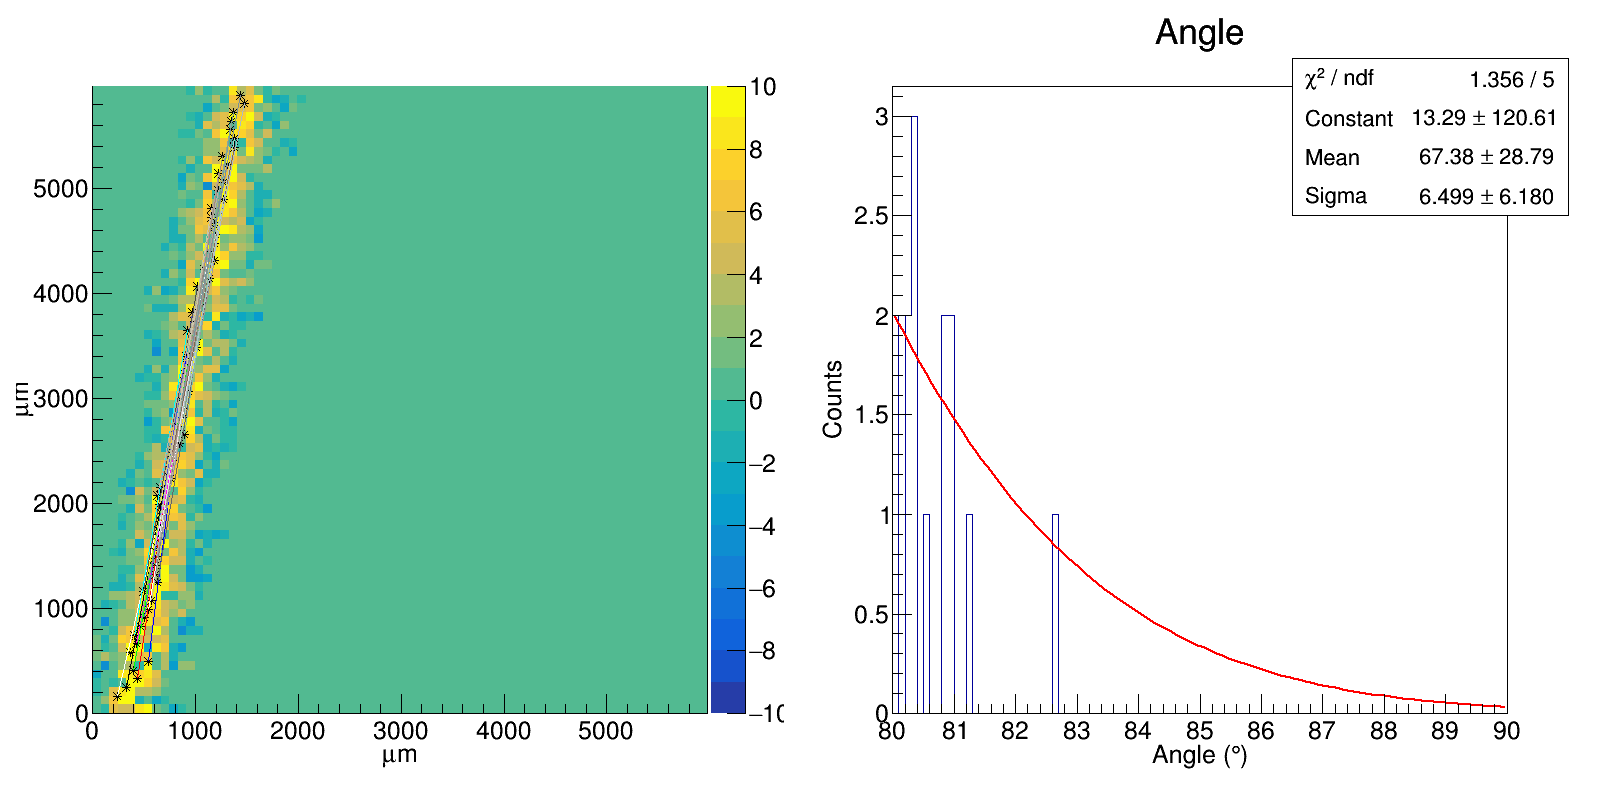 Angle
χ² / ndf 1.356 / 5
Constant 13.29 ± 120.61
Mean 67.38 ± 28.79
Sigma 6.499 ± 6.180
10
8
6
4
2
0
−2
−4
−6
−8
−10
5000
4000
3000
2000
1000
0
μm
0 1000 2000 3000 4000 5000
μm
3
2.5
2
1.5
1
0.5
0
Counts
80 81 82 83 84 85 86 87 88 89 90
Angle (°)